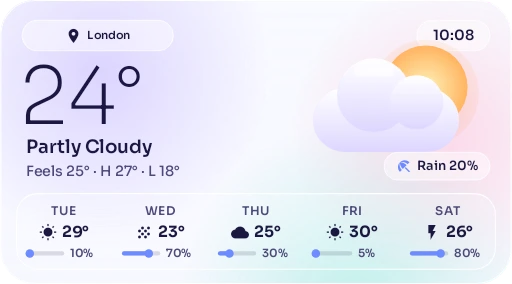 London
10:08
24°
Partly Cloudy
Feels 25° · H 27° · L 18°
Rain 20%
TUE WED THU FRI SAT
29° 23° 25° 30° 26°
10% 70% 30% 5% 80%